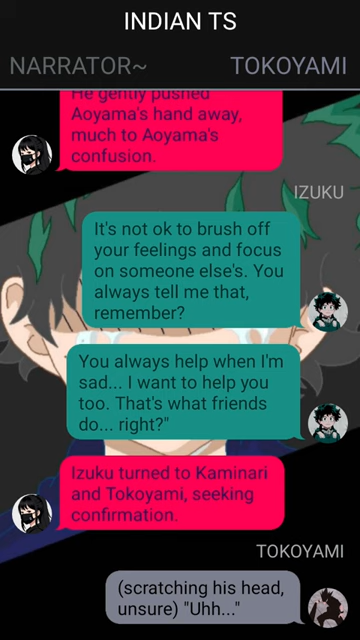 INDIAN TS
NARRATOR~
TOKOYAMI
He gently pushed
Aoyama's hand away,
much to Aoyama's
confusion.
IZUKU
It's not ok to brush off
your feelings and focus
on someone else's. You
always tell me that,
remember?
You always help when I'm
sad... I want to help you
too. That's what friends
do... right?"
Izuku turned to Kaminari
and Tokoyami, seeking
confirmation.
TOKOYAMI
(scratching his head,
unsure) "Uhh..."